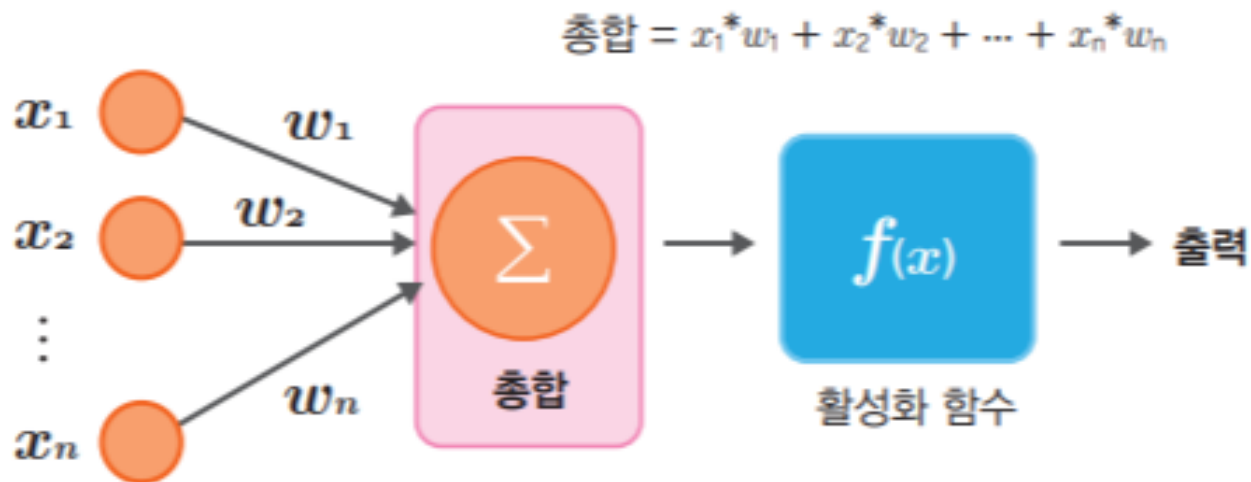 총합 = x₁*w₁ + x₂*w₂ + ··· + xₙ*wₙ
x₁
w₁
x₂
w₂
⋮
xₙ
wₙ
∑
총합
f(x)
활성화 함수
출력